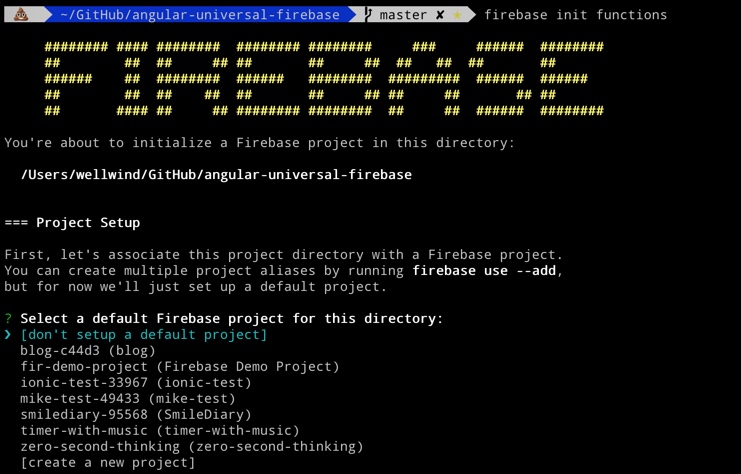 ~/GitHub/angular-universal-firebase master ✘ ★ firebase init functions
######## #### ######## ######## ########     ###     ######  ########
##        ##  ##     ## ##       ##     ##  ##   ##  ##       ##
######    ##  ########  ######   ########  #########  ######  ######
##        ##  ##    ##  ##       ##     ## ##     ##       ## ##
##       #### ##     ## ######## ########  ##     ##  ######  ########
You're about to initialize a Firebase project in this directory:
/Users/wellwind/GitHub/angular-universal-firebase
=== Project Setup
First, let's associate this project directory with a Firebase project.
You can create multiple project aliases by running firebase use --add,
but for now we'll just set up a default project.
? Select a default Firebase project for this directory:
❯ [don't setup a default project]
blog-c44d3 (blog)
fir-demo-project (Firebase Demo Project)
ionic-test-33967 (ionic-test)
mike-test-49433 (mike-test)
smilediary-95568 (SmileDiary)
timer-with-music (timer-with-music)
zero-second-thinking (zero-second-thinking)
[create a new project]